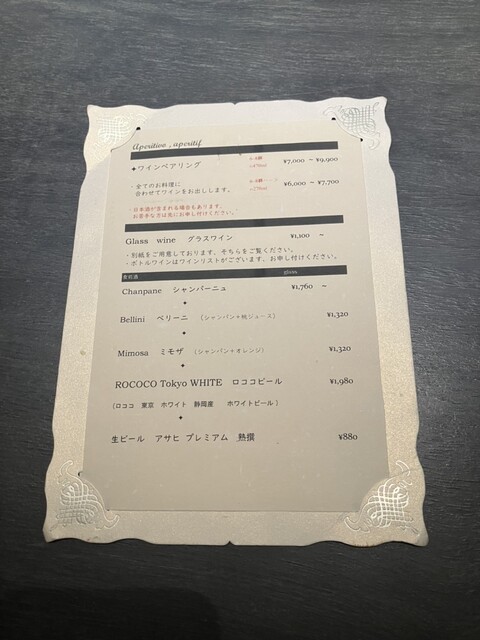 Aperitivo , aperitif
✦ワインペアリング ¥7,000 ～ ¥9,900
・全てのお料理に
合わせてワインをお出しします。 ¥6,000 ～ ¥7,700
・日本酒が含まれる場合もあります。
お苦手な方は先にお申し付けください。
Glass wine グラスワイン ¥1,100 ～
・別紙をご用意しております、そちらをご覧ください。
・ボトルワインはワインリストがございます、お申し付けください。
食前酒 glass
Chanpane シャンパーニュ ¥1,760 ～
Bellini ベリーニ （シャンパン＋桃ジュース） ¥1,320
Mimosa ミモザ （シャンパン＋オレンジ） ¥1,320
ROCOCO Tokyo WHITE ロココビール ¥1,980
（ロココ 東京 ホワイト 静岡産 ホワイトビール）
生ビール アサヒ プレミアム 熟撰 ¥880